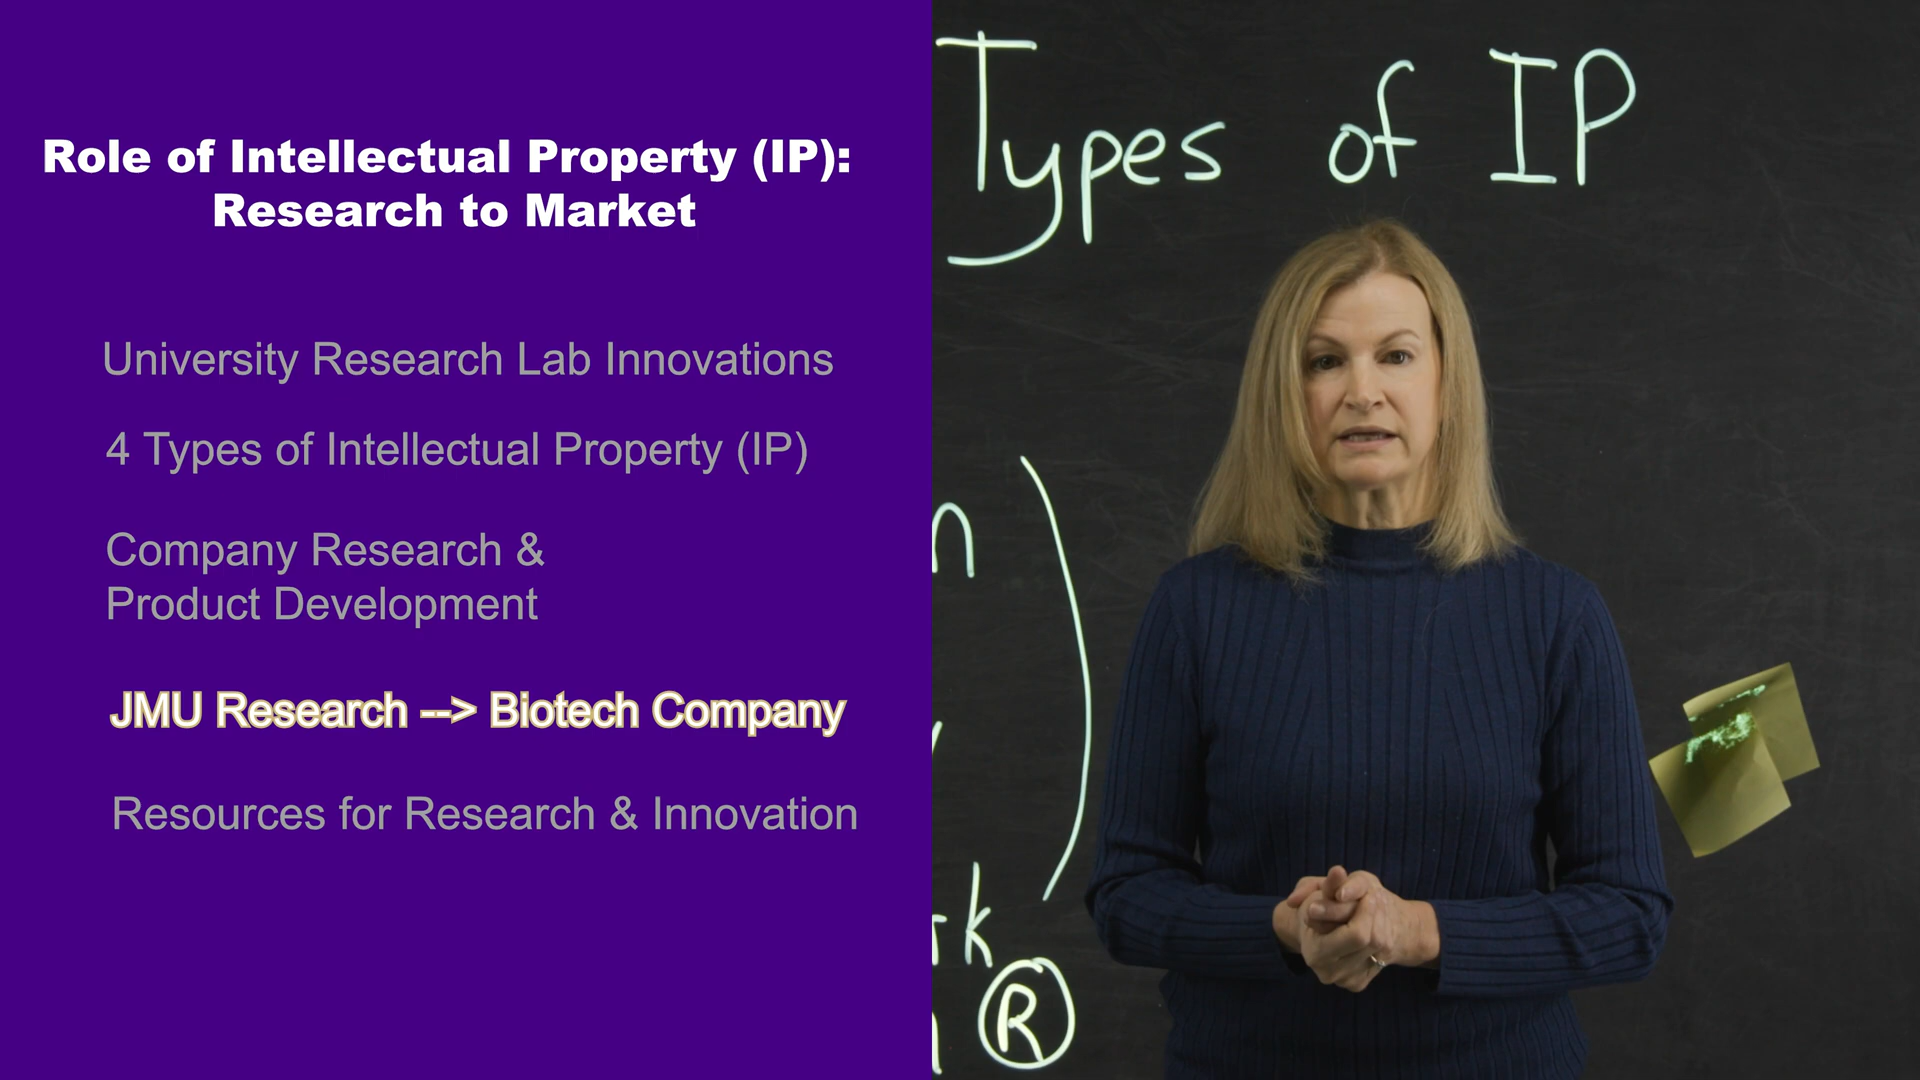 Role of Intellectual Property (IP):
Research to Market
University Research Lab Innovations
4 Types of Intellectual Property (IP)
Company Research &
Product Development
JMU Research --> Biotech Company
Resources for Research & Innovation
Types of IP
n
k
®